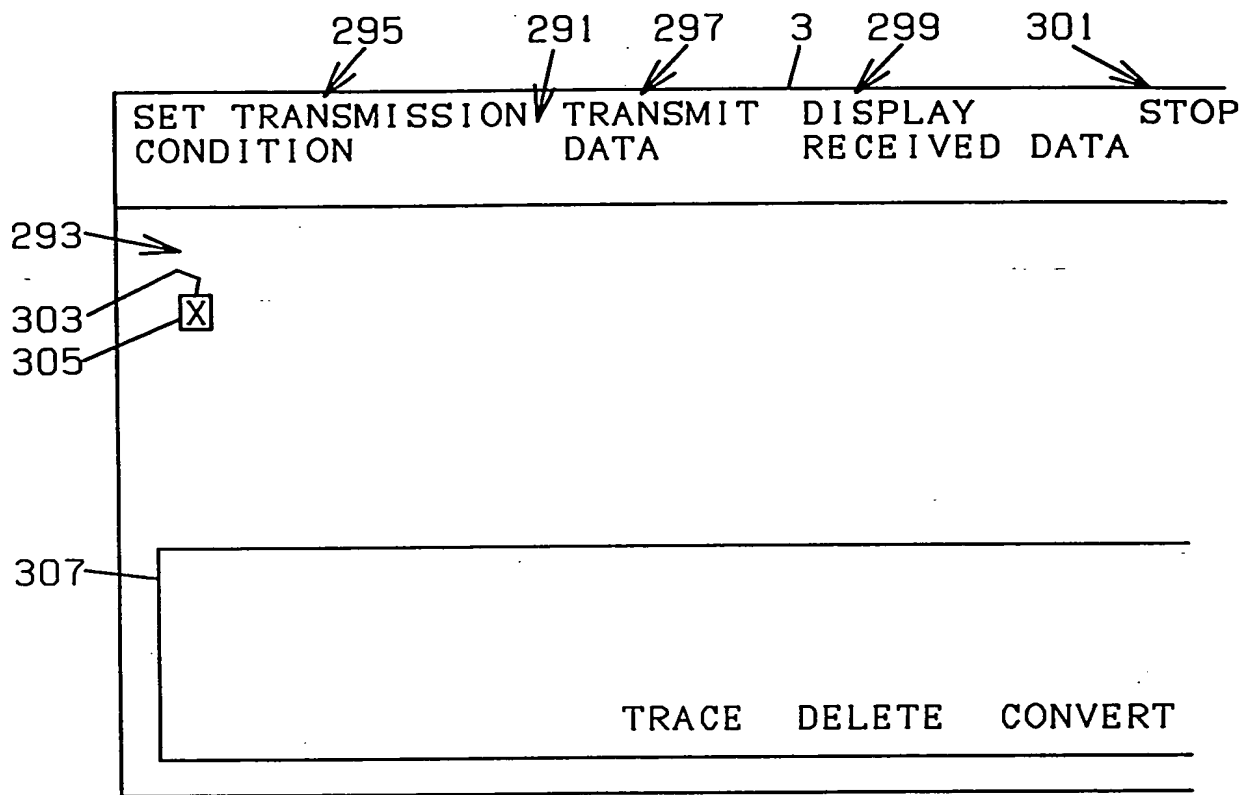 295 291 297 3 299 301
SET TRANSMISSION TRANSMIT DISPLAY STOP
CONDITION DATA RECEIVED DATA
293
303
X
305
307
TRACE DELETE CONVERT